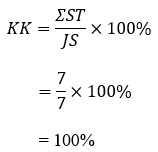 KK = ΣST / JS × 100%
= 7 / 7 × 100%
= 100%